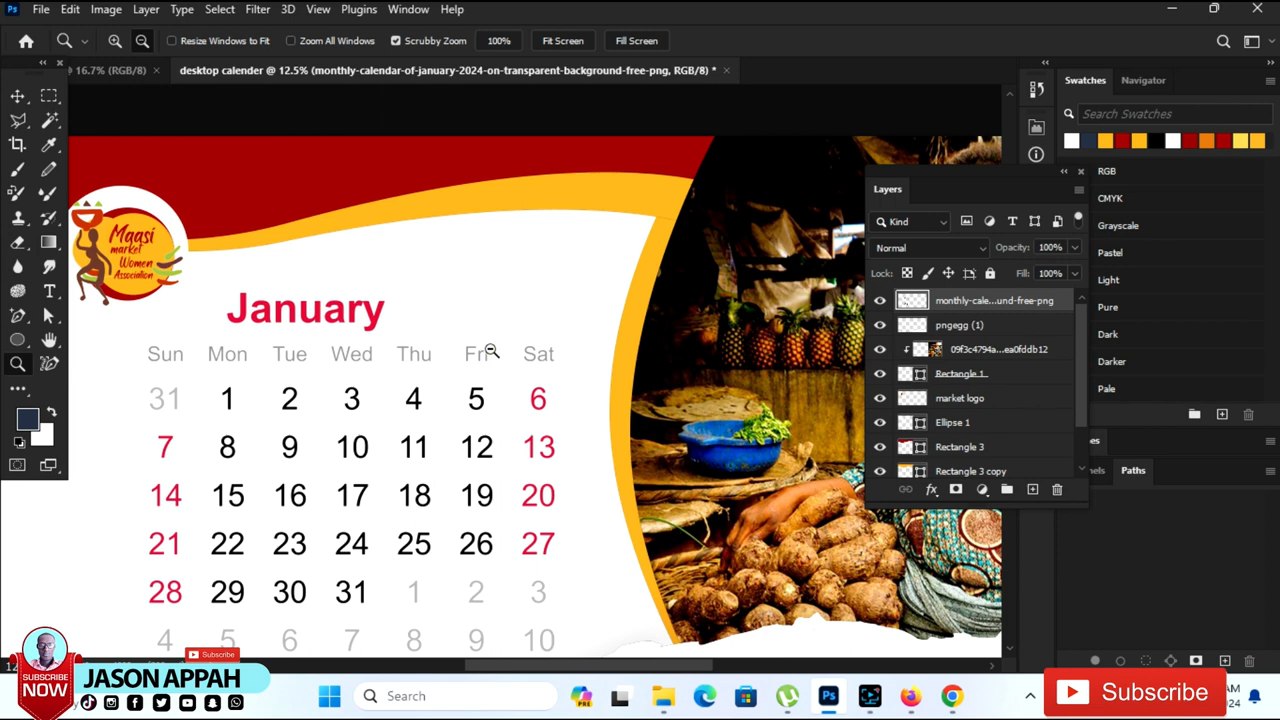 File Edit Image Layer Type Select Filter 3D View Plugins Window Help
Resize Windows to Fit Zoom All Windows Scrubby Zoom 100% Fit Screen Fill Screen
@ 16.7% (RGB/8)
desktop calender @ 12.5% (monthly-calendar-of-january-2024-on-transparent-background-free-png, RGB/8) *
Swatches Navigator
Search Swatches
RGB
CMYK
Grayscale
Pastel
Light
Pure
Dark
Darker
Pale
Paths
Layers
Kind
Normal Opacity: 100%
Lock: Fill: 100%
monthly-cale...und-free-png
pngegg (1)
09f3c4794a...ea0fddb12
Rectangle 1
market logo
Ellipse 1
Rectangle 3
Rectangle 3 copy
Maasi
market
Women
Association
January
Sun Mon Tue Wed Thu Fri Sat
31 1 2 3 4 5 6
7 8 9 10 11 12 13
14 15 16 17 18 19 20
21 22 23 24 25 26 27
28 29 30 31 1 2 3
4 5 6 7 8 9 10
Subscribe
SUBSCRIBE
NOW
JASON APPAH
Search
PRE
Ps
Subscribe